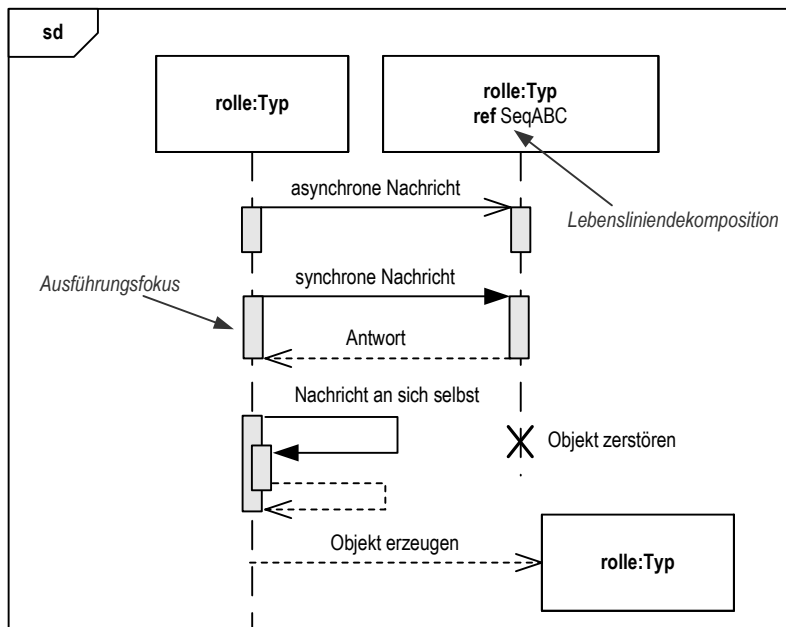 sd
rolle:Typ
rolle:Typ
ref SeqABC
asynchrone Nachricht
Lebensliniendekomposition
Ausführungsfokus
synchrone Nachricht
Antwort
Nachricht an sich selbst
Objekt zerstören
Objekt erzeugen
rolle:Typ